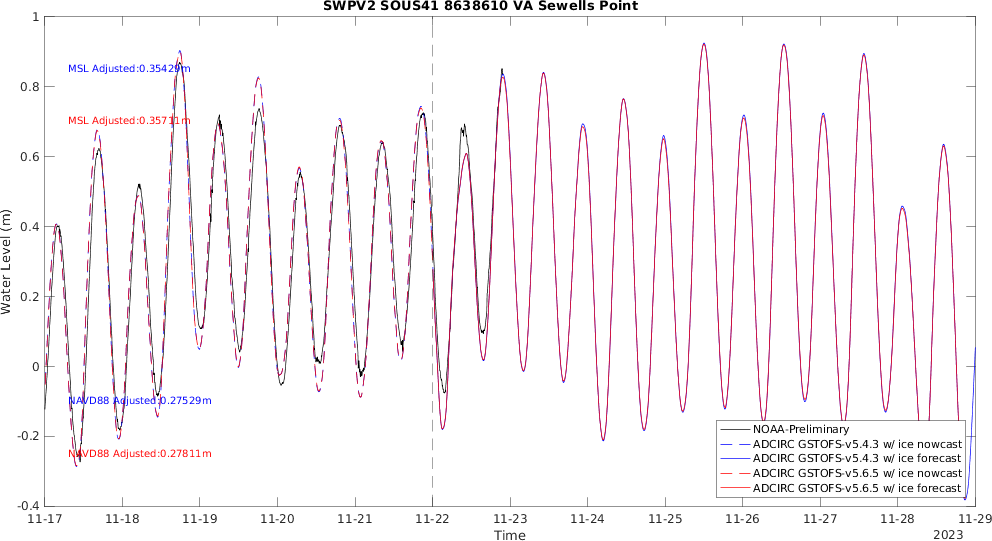 SWPV2 SOUS41 8638610 VA Sewells Point
1
0.8
0.6
0.4
0.2
0
-0.2
-0.4
Water Level (m)
MSL Adjusted:0.35429m
MSL Adjusted:0.35711m
NAVD88 Adjusted:0.27529m
NAVD88 Adjusted:0.27811m
NOAA-Preliminary
ADCIRC GSTOFS-v5.4.3 w/ ice nowcast
ADCIRC GSTOFS-v5.4.3 w/ ice forecast
ADCIRC GSTOFS-v5.6.5 w/ ice nowcast
ADCIRC GSTOFS-v5.6.5 w/ ice forecast
11-17 11-18 11-19 11-20 11-21 11-22 11-23 11-24 11-25 11-26 11-27 11-28 11-29
Time
2023